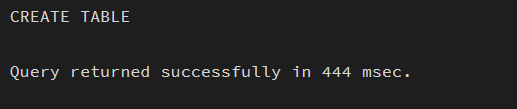 CREATE TABLE
Query returned successfully in 444 msec.